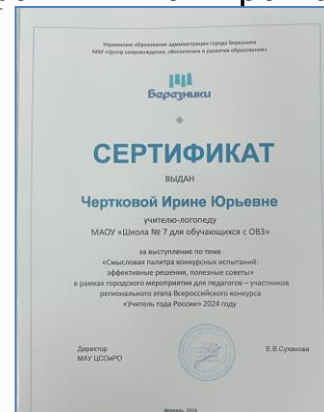 Управление образования администрации города Березники
МАУ «Центр сопровождения, обеспечения и развития образования»
Березники
СЕРТИФИКАТ
ВЫДАН
Чертковой Ирине Юрьевне
учителю-логопеду
МАОУ «Школа № 7 для обучающихся с ОВЗ»
за выступление по теме
«Смысловая палитра конкурсных испытаний:
эффективные решения, полезные советы»
в рамках городского мероприятия для педагогов – участников
регионального этапа Всероссийского конкурса
«Учитель года России» 2024 году
Директор
МАУ ЦСОиРО
Е.В.Суханова
Февраль, 2024